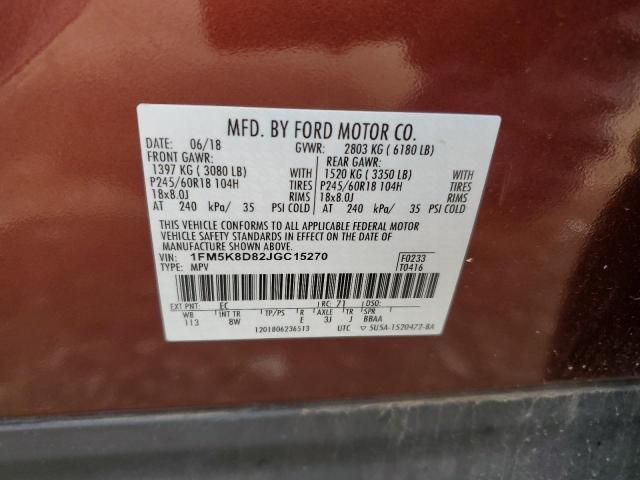 MFD. BY FORD MOTOR CO.
DATE: 06/18 GVWR: 2803 KG ( 6180 LB)
FRONT GAWR: REAR GAWR:
1397 KG ( 3080 LB) 1520 KG ( 3350 LB)
P245/60R18 104H TIRES P245/60R18 104H TIRES
18x8.0J RIMS 18x8.0J RIMS
AT 240 kPa/ 35 PSI COLD AT 240 kPa/ 35 PSI COLD
THIS VEHICLE CONFORMS TO ALL APPLICABLE FEDERAL MOTOR
VEHICLE SAFETY STANDARDS IN EFFECT ON THE DATE OF
MANUFACTURE SHOWN ABOVE.
VIN: 1FM5K8D82JGC15270 F0233
TYPE: MPV T0416
EXT PNT: EC RC: 71 DSO:
WB INT TR TP/PS R AXLE TR SPR
113 8W E 3J J BBAA
1201806236513 UTC ▽ 5U5A-1520472-BA